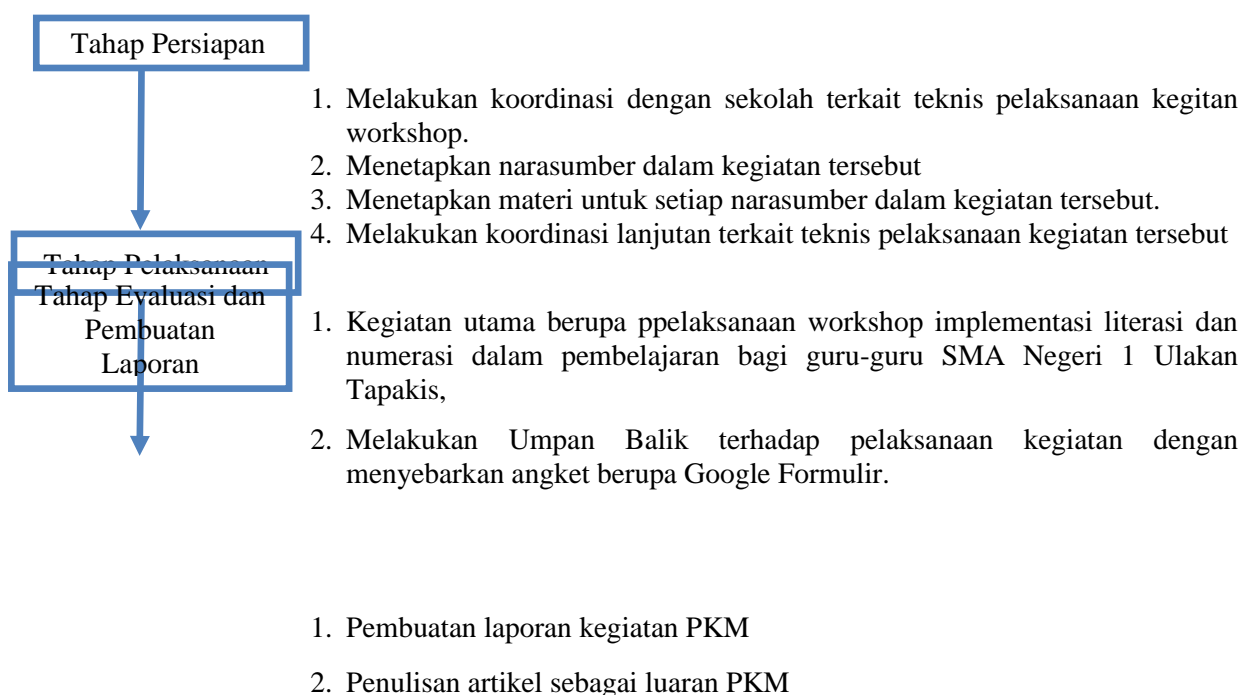 Tahap Persiapan
1. Melakukan koordinasi dengan sekolah terkait teknis pelaksanaan kegitan
workshop.
2. Menetapkan narasumber dalam kegiatan tersebut
3. Menetapkan materi untuk setiap narasumber dalam kegiatan tersebut.
4. Melakukan koordinasi lanjutan terkait teknis pelaksanaan kegiatan tersebut
Tahap Pelaksanaan
Tahap Evaluasi dan
Pembuatan
Laporan
1. Kegiatan utama berupa ppelaksanaan workshop implementasi literasi dan
numerasi dalam pembelajaran bagi guru-guru SMA Negeri 1 Ulakan
Tapakis,
2. Melakukan Umpan Balik terhadap pelaksanaan kegiatan dengan
menyebarkan angket berupa Google Formulir.
1. Pembuatan laporan kegiatan PKM
2. Penulisan artikel sebagai luaran PKM